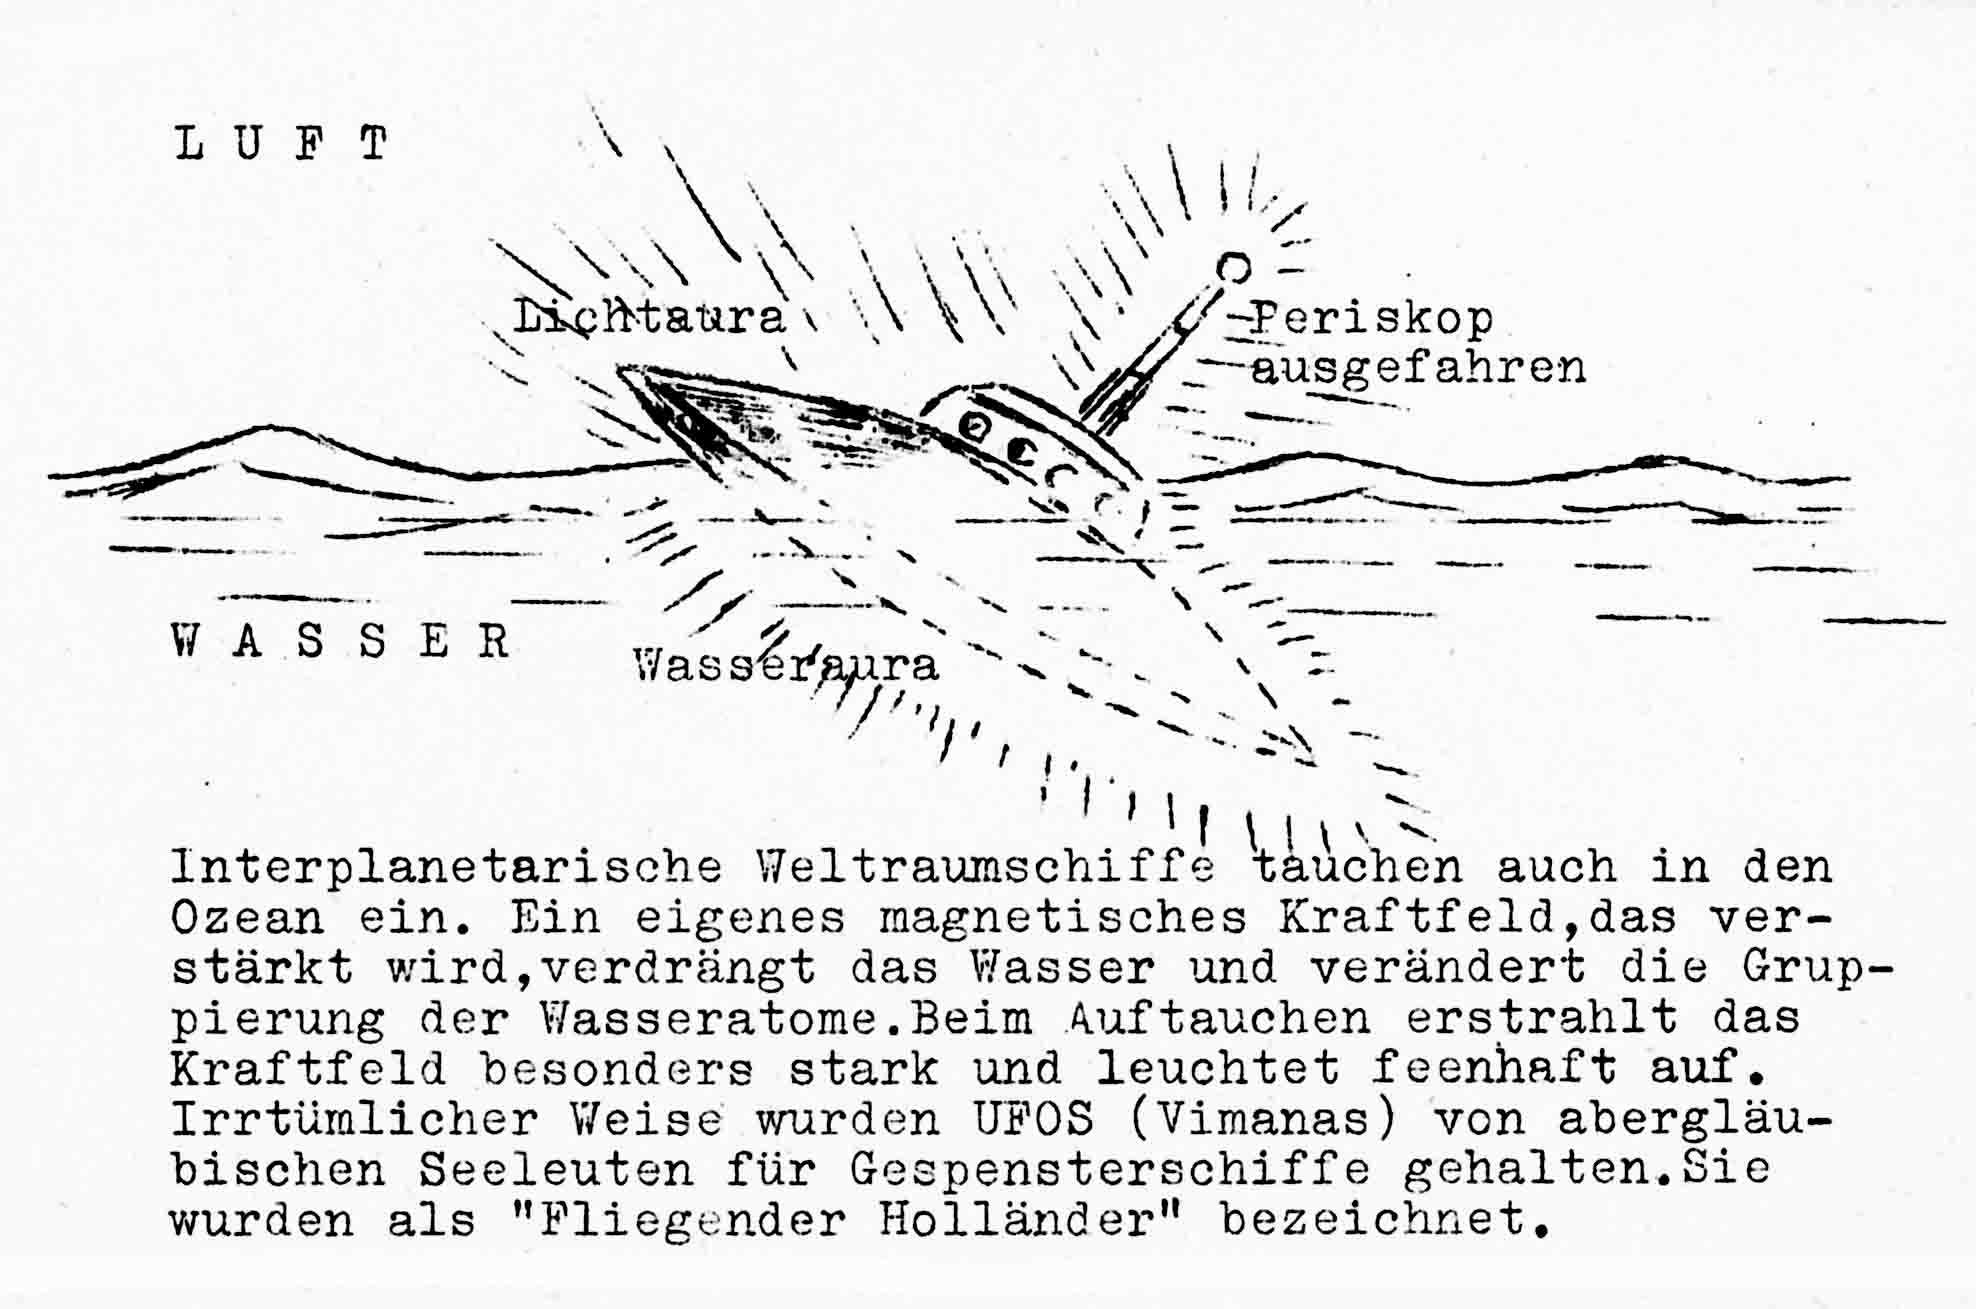 L U F T
Lichtaura
Periskop
ausgefahren
W A S S E R
Wasseraura
Interplanetarische Weltraumschiffe tauchen auch in den
Ozean ein. Ein eigenes magnetisches Kraftfeld,das ver-
stärkt wird,verdrängt das Wasser und verändert die Grup-
pierung der Wasseratome.Beim Auftauchen erstrahlt das
Kraftfeld besonders stark und leuchtet feenhaft auf.
Irrtümlicher Weise wurden UFOS (Vimanas) von abergläu-
bischen Seeleuten für Gespensterschiffe gehalten.Sie
wurden als "Fliegender Holländer" bezeichnet.